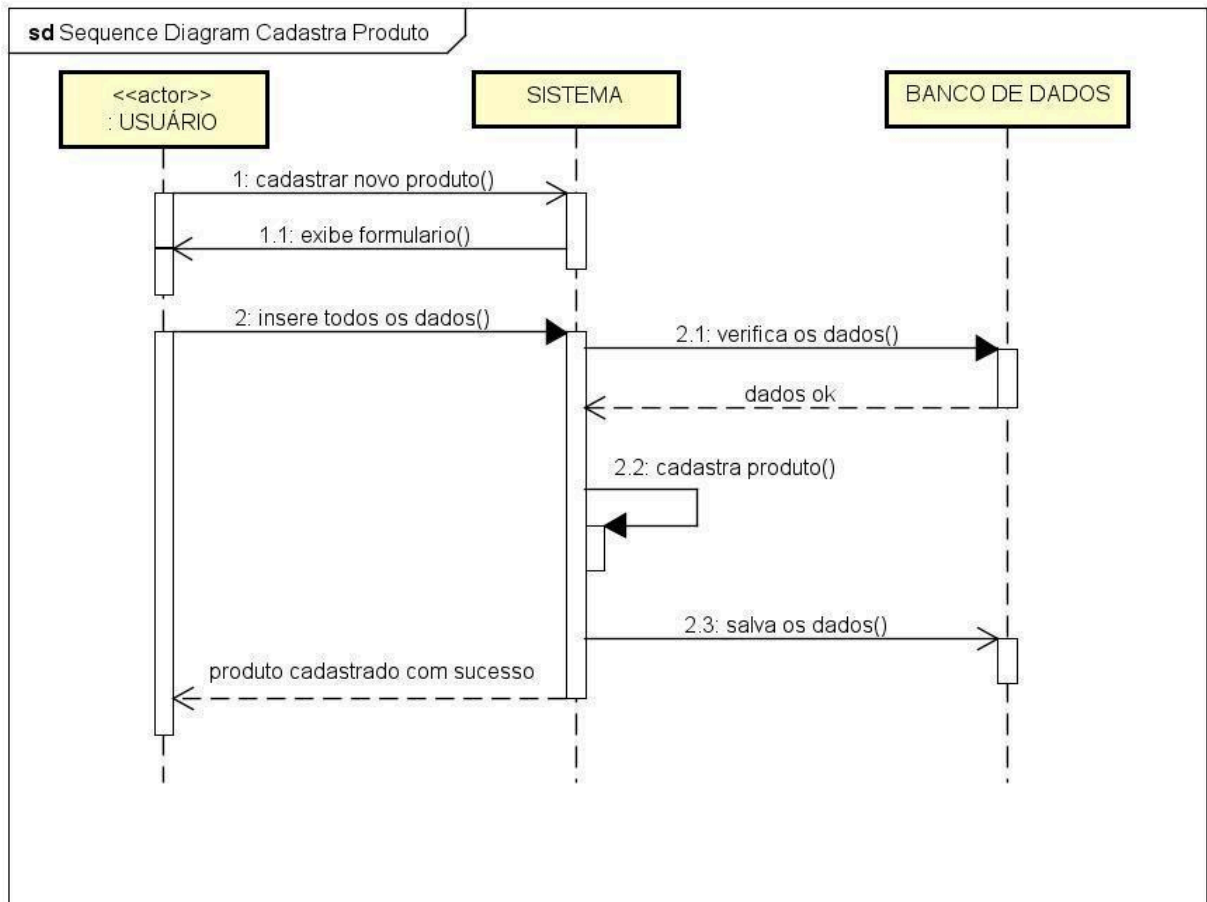 sd Sequence Diagram Cadastra Produto
<<actor>>
: USUÁRIO
SISTEMA
BANCO DE DADOS
1: cadastrar novo produto()
1.1: exibe formulario()
2: insere todos os dados()
2.1: verifica os dados()
dados ok
2.2: cadastra produto()
2.3: salva os dados()
produto cadastrado com sucesso